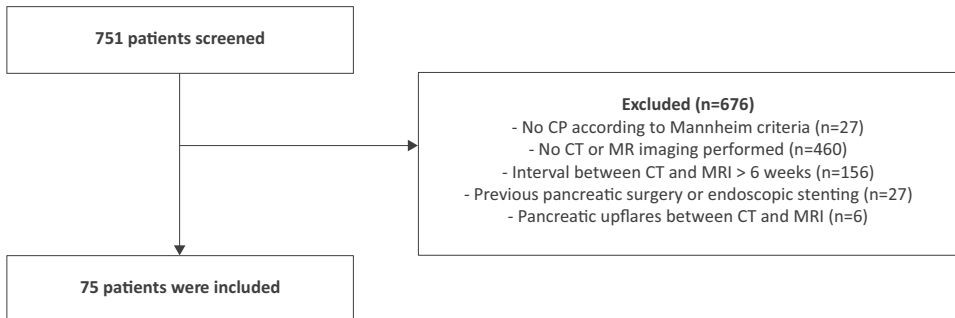 751 patients screened
Excluded (n=676)
- No CP according to Mannheim criteria (n=27)
- No CT or MR imaging performed (n=460)
- Interval between CT and MRI > 6 weeks (n=156)
- Previous pancreatic surgery or endoscopic stenting (n=27)
- Pancreatic upflares between CT and MRI (n=6)
75 patients were included